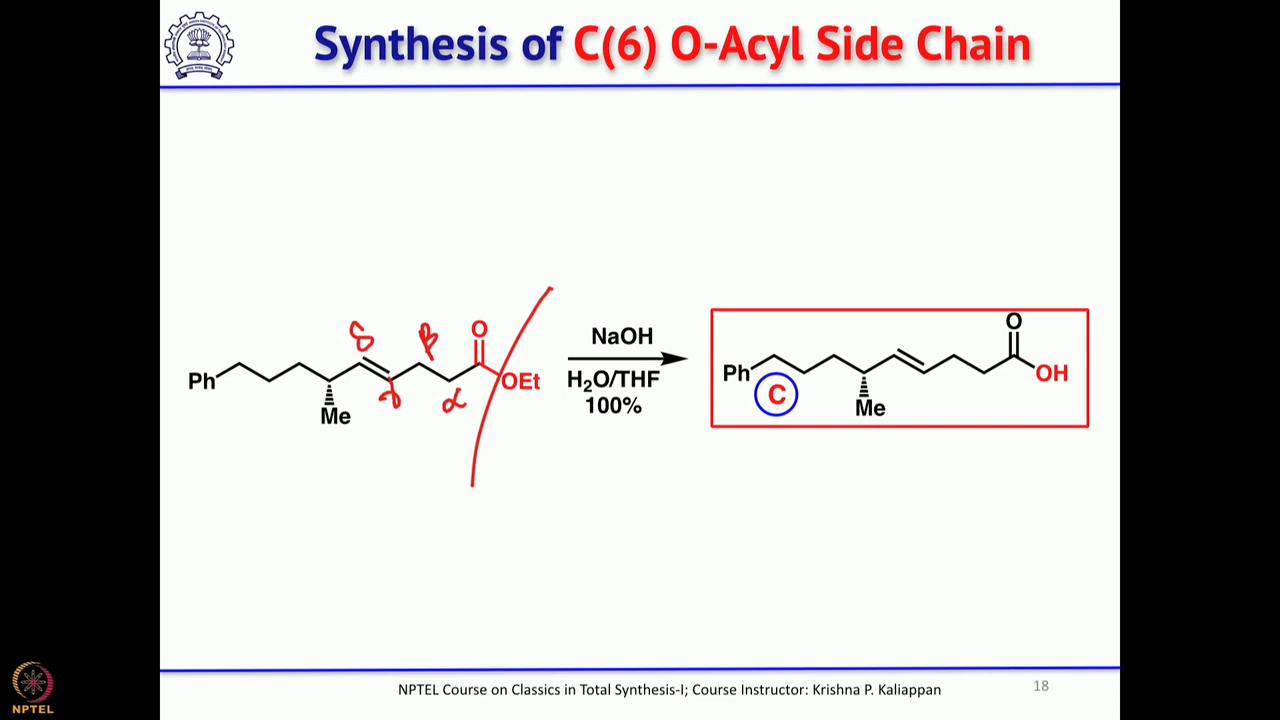 Synthesis of C(6) O-Acyl Side Chain
δ β O
Ph OEt
Me γ α
NaOH
H₂O/THF
100%
O
Ph OH
C Me
NPTEL Course on Classics in Total Synthesis-I; Course Instructor: Krishna P. Kaliappan
18
NPTEL